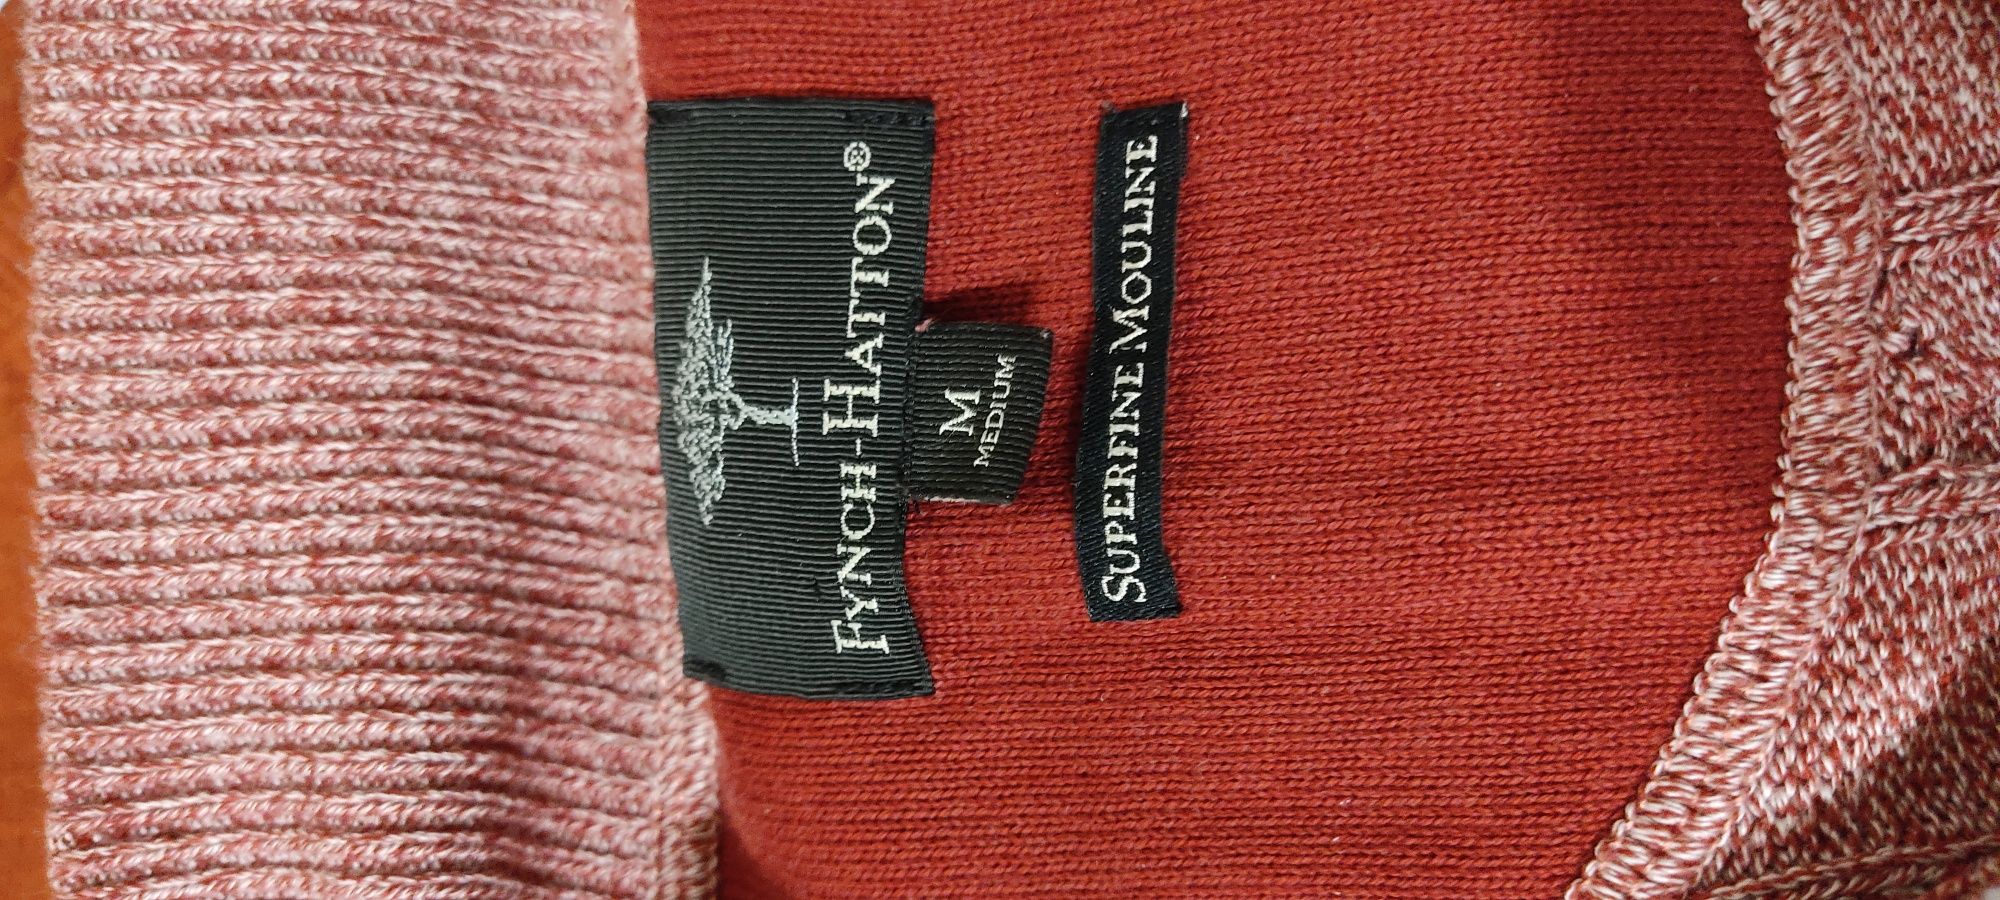 FYNCH-HATTON®
M
MEDIUM
SUPERFINE MOULINE